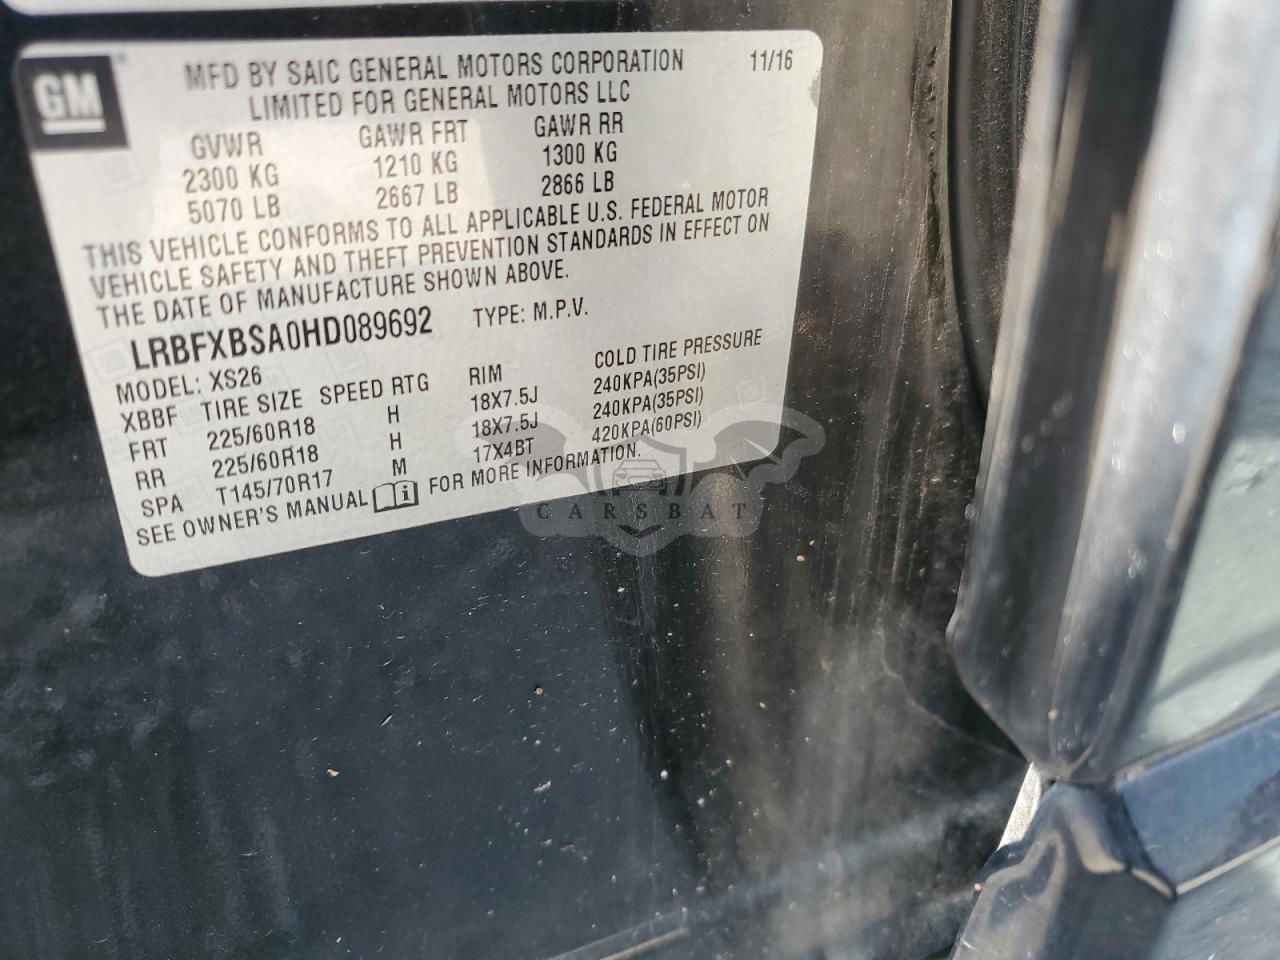 GM
MFD BY SAIC GENERAL MOTORS CORPORATION 11/16
LIMITED FOR GENERAL MOTORS LLC
GVWR GAWR FRT GAWR RR
2300 KG 1210 KG 1300 KG
5070 LB 2667 LB 2866 LB
THIS VEHICLE CONFORMS TO ALL APPLICABLE U.S. FEDERAL MOTOR
VEHICLE SAFETY AND THEFT PREVENTION STANDARDS IN EFFECT ON
THE DATE OF MANUFACTURE SHOWN ABOVE.
LRBFXBSA0HD089692 TYPE: M.P.V.
MODEL: XS26
XBBF TIRE SIZE SPEED RTG RIM COLD TIRE PRESSURE
FRT 225/60R18 H 18X7.5J 240KPA(35PSI)
RR 225/60R18 H 18X7.5J 240KPA(35PSI)
SPA T145/70R17 M 17X4BT 420KPA(60PSI)
SEE OWNER'S MANUAL FOR MORE INFORMATION.
CARSBAT